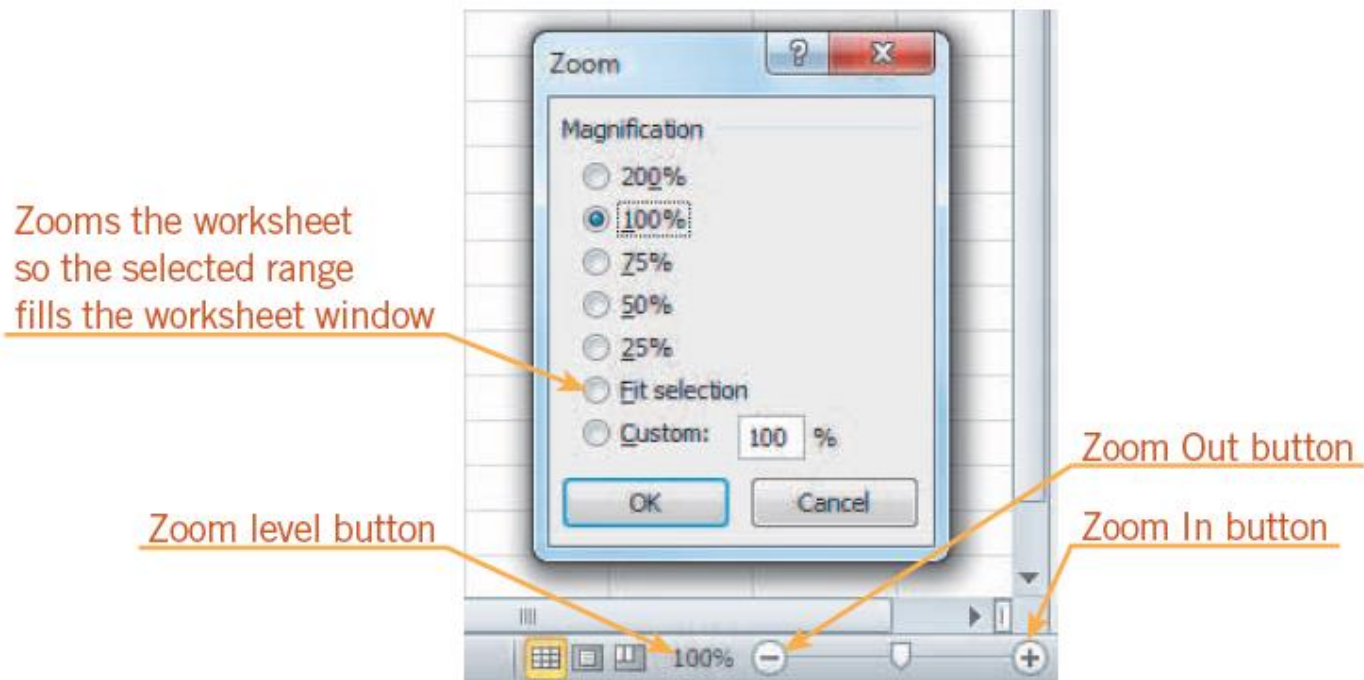 Zoom
Magnification
200%
100%
75%
50%
25%
Fit selection
Custom: 100 %
OK Cancel
Zooms the worksheet
so the selected range
fills the worksheet window
Zoom level button
Zoom Out button
Zoom In button
100%